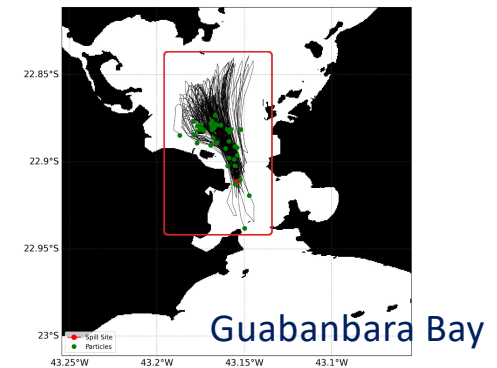 22.85°S
22.9°S
22.95°S
23°S
Spill Site
Particles
Guabanbara Bay
43.25°W
43.2°W
43.15°W
43.1°W